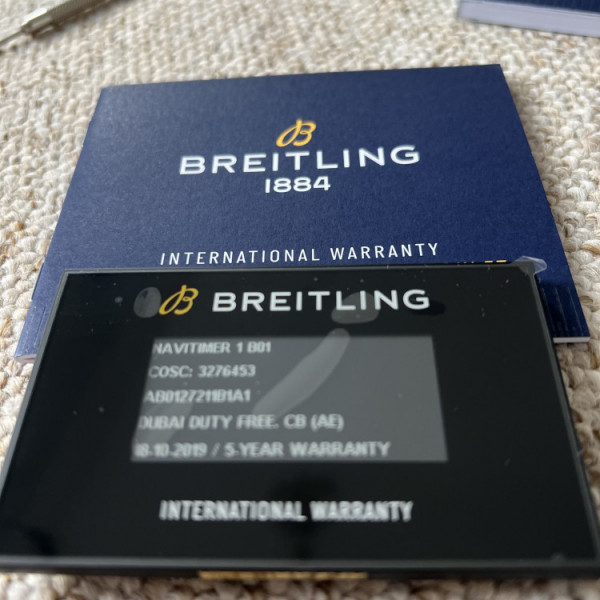 BREITLING
1884
INTERNATIONAL WARRANTY
BREITLING
NAVITIMER 1 B01
COSC: 3276453
AB0127211B1A1
DUBAI DUTY FREE. CB (AE)
18-10-2019 / 5-YEAR WARRANTY
INTERNATIONAL WARRANTY